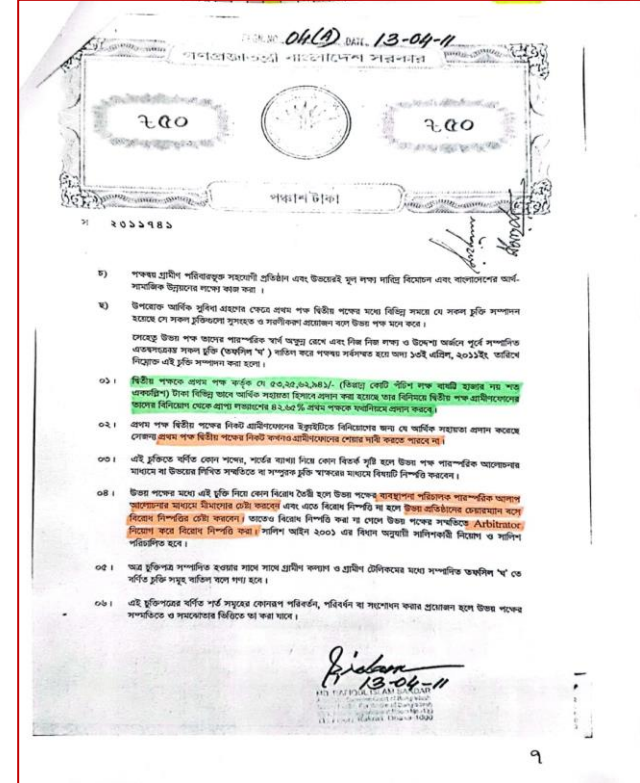 04(A) DATE. 13-04-11
গণপ্রজাতন্ত্রী বাংলাদেশ সরকার
৳৫০
৳৫০
পঞ্চাশ টাকা
২০১১৭৪১
চ) পক্ষদ্বয় গ্রামীণ পরিবারভুক্ত সহযোগী প্রতিষ্ঠান এবং উভয়েরই মূল লক্ষ্য দারিদ্র বিমোচন এবং বাংলাদেশের আর্থ-
সামাজিক উন্নয়নের লক্ষ্যে কাজ করা ।
ছ) উপরোক্ত আর্থিক সুবিধা গ্রহণের ক্ষেত্রে প্রথম পক্ষ দ্বিতীয় পক্ষের মধ্যে বিভিন্ন সময়ে যে সকল চুক্তি সম্পাদন
হয়েছে সে সকল চুক্তিগুলো সুসংহত ও সরলীকরণ প্রয়োজন বলে উভয় পক্ষ মনে করে ।
সেহেতু উভয় পক্ষ তাদের পারস্পরিক স্বার্থ অক্ষুন্ন রেখে এবং নিজ নিজ লক্ষ্য ও উদ্দেশ্য অর্জনে পূর্বে সম্পাদিত
এতদসংক্রান্ত সকল চুক্তি (তফসিল 'খ') বাতিল করে পক্ষদ্বয় সর্বসম্মত হয়ে অদ্য ১৩ই এপ্রিল, ২০১১ইং তারিখে
নিম্নোক্ত এই চুক্তি সম্পাদন করা হলো ।
০১। দ্বিতীয় পক্ষকে প্রথম পক্ষ কর্তৃক যে ৫৩,২৫,৬২,৯৪১/- (তিপ্পান্ন কোটি পঁচিশ লক্ষ বাষট্টি হাজার নয় শত
একচল্লিশ) টাকা বিভিন্ন ভাবে আর্থিক সহায়তা হিসাবে প্রদান করা হয়েছে তার বিনিময়ে দ্বিতীয় পক্ষ গ্রামীণফোনের
তাদের বিনিয়োগ থেকে প্রাপ্য লভ্যাংশের ৪২.৬৫% প্রথম পক্ষকে যথানিয়মে প্রদান করবে।
০২। প্রথম পক্ষ দ্বিতীয় পক্ষের নিকট গ্রামীণফোনের ইক্যুইটিতে বিনিয়োগের জন্য যে আর্থিক সহায়তা প্রদান করেছে
সেজন্য প্রথম পক্ষ দ্বিতীয় পক্ষের নিকট কখনও গ্রামীণফোনের শেয়ার দাবী করতে পারবে না ।
০৩। এই চুক্তিতে বর্ণিত কোন শব্দের, শর্তের ব্যাখ্যা নিয়ে কোন বিতর্ক সৃষ্টি হলে উভয় পক্ষ পারস্পরিক আলোচনার
মাধ্যমে বা উভয়ের লিখিত সম্মতিতে বা সম্পূরক চুক্তি স্বাক্ষরের মাধ্যমে বিষয়টি নিষ্পত্তি করবেন।
০৪। উভয় পক্ষের মধ্যে এই চুক্তি নিয়ে কোন বিরোধ তৈরী হলে উভয় পক্ষের ব্যবস্থাপনা পরিচালক পারস্পরিক আলাপ
আলোচনার মাধ্যমে মীমাংসার চেষ্টা করবেন এবং এতে বিরোধ নিষ্পত্তি না হলে উভয় প্রতিষ্ঠানের চেয়ারম্যান বসে
বিরোধ নিষ্পত্তির চেষ্টা করবেন। তাতেও বিরোধ নিষ্পত্তি করা না গেলে উভয় পক্ষের সম্মতিতে Arbitrator
নিয়োগ করে বিরোধ নিষ্পত্তি করা। সালিশ আইন ২০০১ এর বিধান অনুযায়ী সালিশকারী নিয়োগ ও সালিশ
পরিচালিত হবে ।
০৫। অত্র চুক্তিপত্র সম্পাদিত হওয়ার সাথে সাথে গ্রামীণ কল্যাণ ও গ্রামীণ টেলিকমের মধ্যে সম্পাদিত তফসিল 'খ' তে
বর্ণিত চুক্তি সমূহ বাতিল বলে গণ্য হবে ।
০৬। এই চুক্তিপত্রের বর্ণিত শর্ত সমূহের কোনরূপ পরিবর্তন, পরিবর্ধন বা সংশোধন করার প্রয়োজন হলে উভয় পক্ষের
সম্মতিতে ও সমঝোতার ভিত্তিতে তা করা যাবে ।
13-04-11
৭